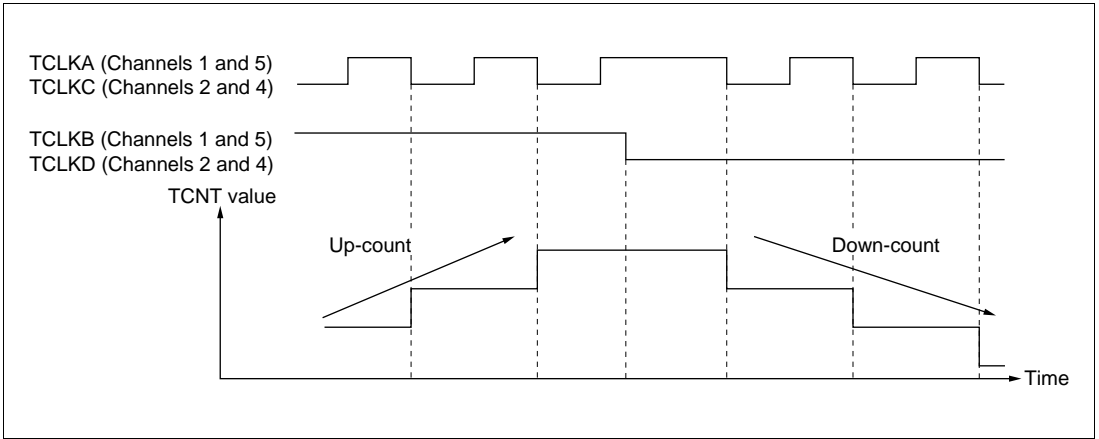 TCLKA (Channels 1 and 5)
TCLKC (Channels 2 and 4)
TCLKB (Channels 1 and 5)
TCLKD (Channels 2 and 4)
TCNT value
Up-count
Down-count
Time